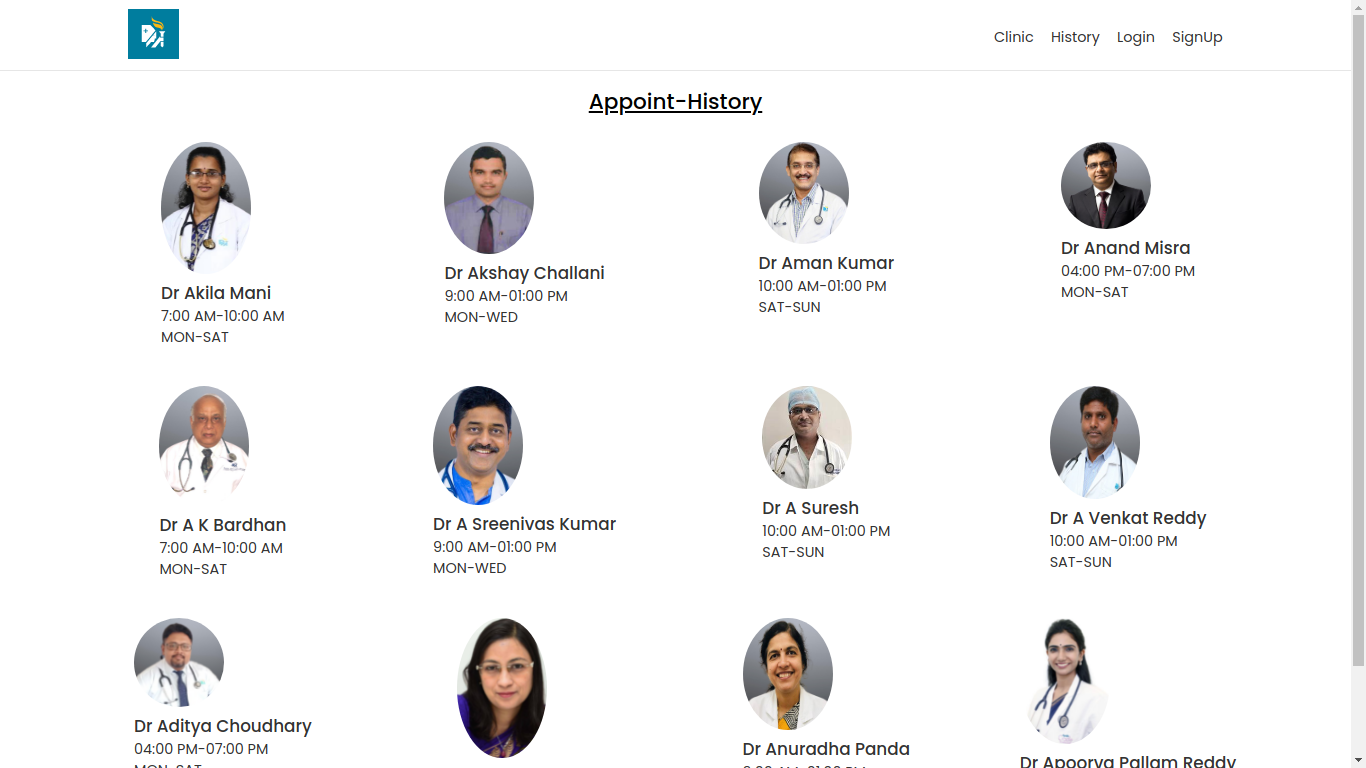 Clinic History Login SignUp
Appoint-History
Dr Akila Mani
7:00 AM-10:00 AM
MON-SAT
Dr Akshay Challani
9:00 AM-01:00 PM
MON-WED
Dr Aman Kumar
10:00 AM-01:00 PM
SAT-SUN
Dr Anand Misra
04:00 PM-07:00 PM
MON-SAT
Dr A K Bardhan
7:00 AM-10:00 AM
MON-SAT
Dr A Sreenivas Kumar
9:00 AM-01:00 PM
MON-WED
Dr A Suresh
10:00 AM-01:00 PM
SAT-SUN
Dr A Venkat Reddy
10:00 AM-01:00 PM
SAT-SUN
Dr Aditya Choudhary
04:00 PM-07:00 PM
MON-SAT
Dr Anuradha Panda
Dr Apoorva Pallam Reddy